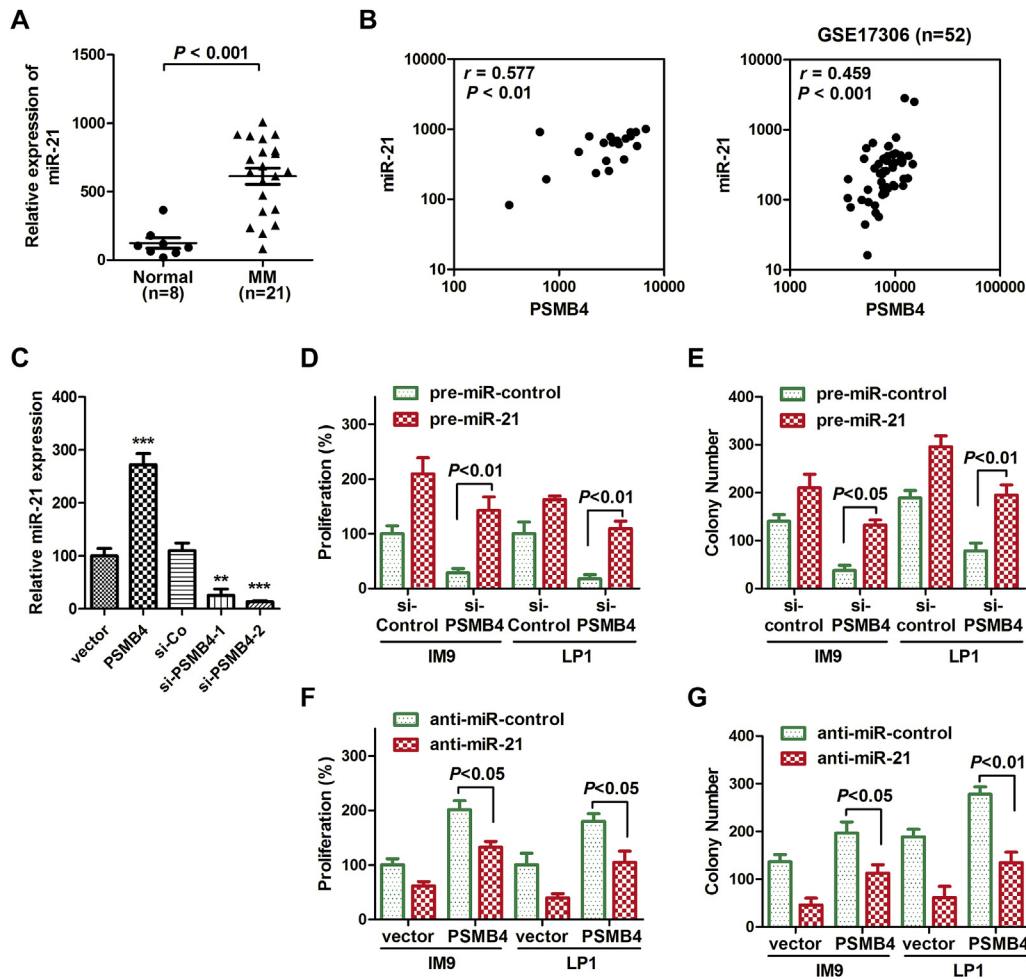 A
Relative expression of
miR-21
1500
1000
500
0
P < 0.001
Normal
(n=8)
MM
(n=21)
B
miR-21
10000
1000
100
10
r = 0.577
P < 0.01
100
1000
10000
PSMB4
GSE17306 (n=52)
miR-21
10000
1000
100
10
r = 0.459
P < 0.001
1000
10000
100000
PSMB4
C
Relative miR-21 expression
400
300
200
100
0
***
**
***
vector
PSMB4
si-Co
si-PSMB4-1
si-PSMB4-2
D
pre-miR-control
pre-miR-21
Proliferation (%)
300
200
100
0
P<0.01
P<0.01
si- si- si- si-
Control PSMB4 Control PSMB4
IM9 LP1
E
pre-miR-control
pre-miR-21
Colony Number
400
300
200
100
0
P<0.05
P<0.01
si- si- si- si-
control PSMB4 control PSMB4
IM9 LP1
F
anti-miR-control
anti-miR-21
Proliferation (%)
300
200
100
0
P<0.05
P<0.05
vector PSMB4 vector PSMB4
IM9 LP1
G
anti-miR-control
anti-miR-21
Colony Number
400
300
200
100
0
P<0.05
P<0.01
vector PSMB4 vector PSMB4
IM9 LP1